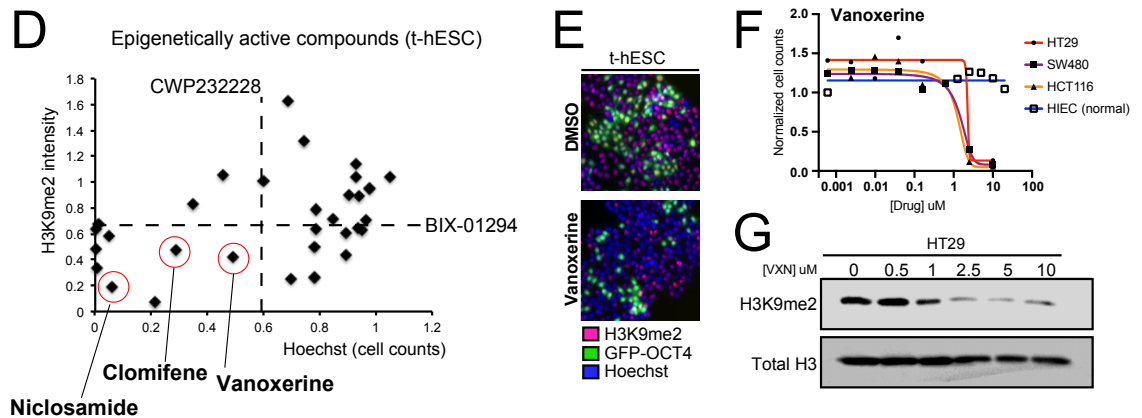 D
Epigenetically active compounds (t-hESC)
H3K9me2 intensity
1.8
1.6
1.4
1.2
1
0.8
0.6
0.4
0.2
0
CWP232228
BIX-01294
0
0.2
0.4
0.6
0.8
1.0
1.2
Hoechst (cell counts)
Clomifene
Vanoxerine
Niclosamide
E
t-hESC
DMSO
Vanoxerine
H3K9me2
GFP-OCT4
Hoechst
F
Vanoxerine
Normalized cell counts
2.0
1.5
1.0
0.5
0.0
0.001
0.01
0.1
1
10
100
[Drug] uM
HT29
SW480
HCT116
HIEC (normal)
G
HT29
[VXN] uM
0 0.5 1 2.5 5 10
H3K9me2
Total H3